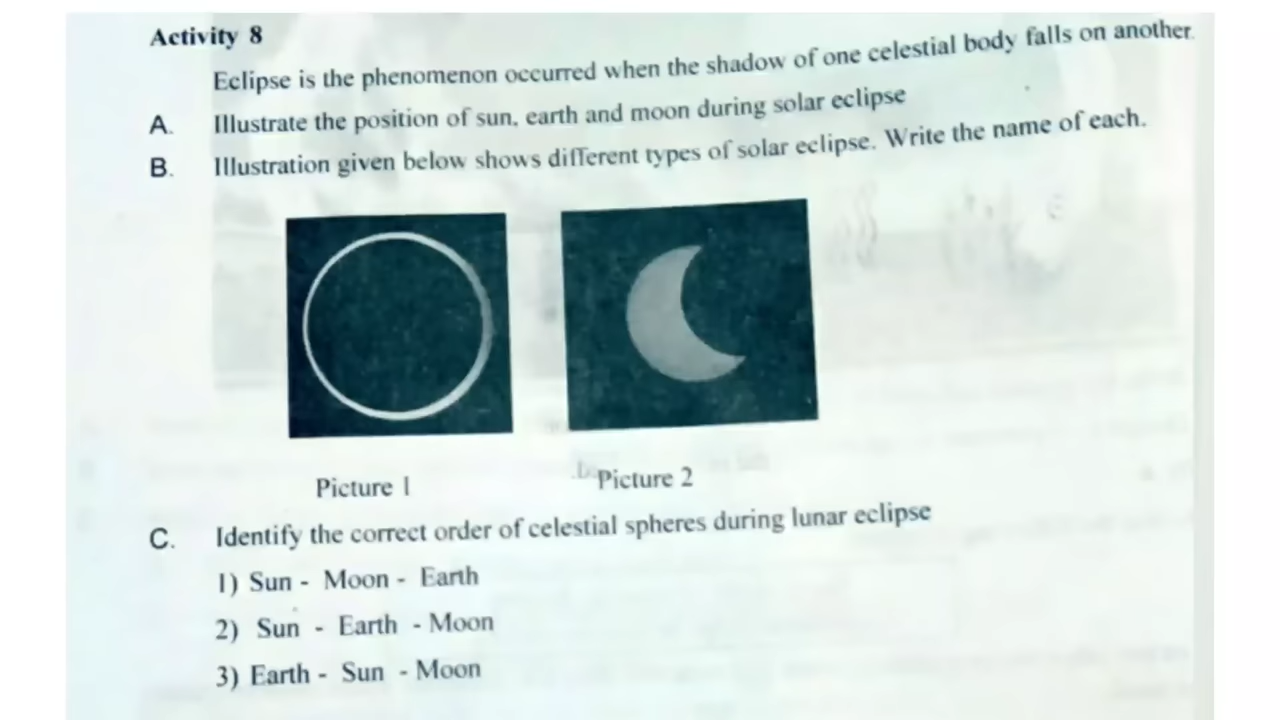 Activity 8
Eclipse is the phenomenon occurred when the shadow of one celestial body falls on another.
A. Illustrate the position of sun, earth and moon during solar eclipse
B. Illustration given below shows different types of solar eclipse. Write the name of each.
Picture 1 Picture 2
C. Identify the correct order of celestial spheres during lunar eclipse
1) Sun - Moon - Earth
2) Sun - Earth - Moon
3) Earth - Sun - Moon